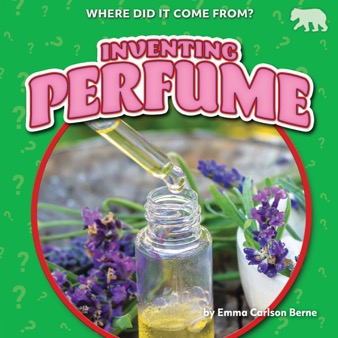 WHERE DID IT COME FROM?
INVENTING
PERFUME
by Emma Carlson Berne